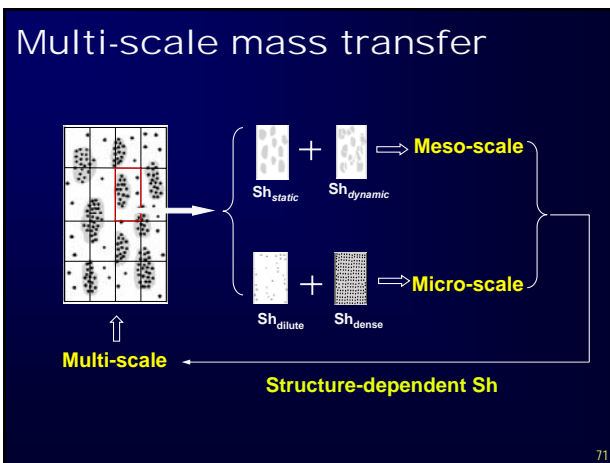 Multi-scale mass transfer
+
Meso-scale
Sh_static
Sh_dynamic
+
Micro-scale
Sh_dilute
Sh_dense
Multi-scale
Structure-dependent Sh
71